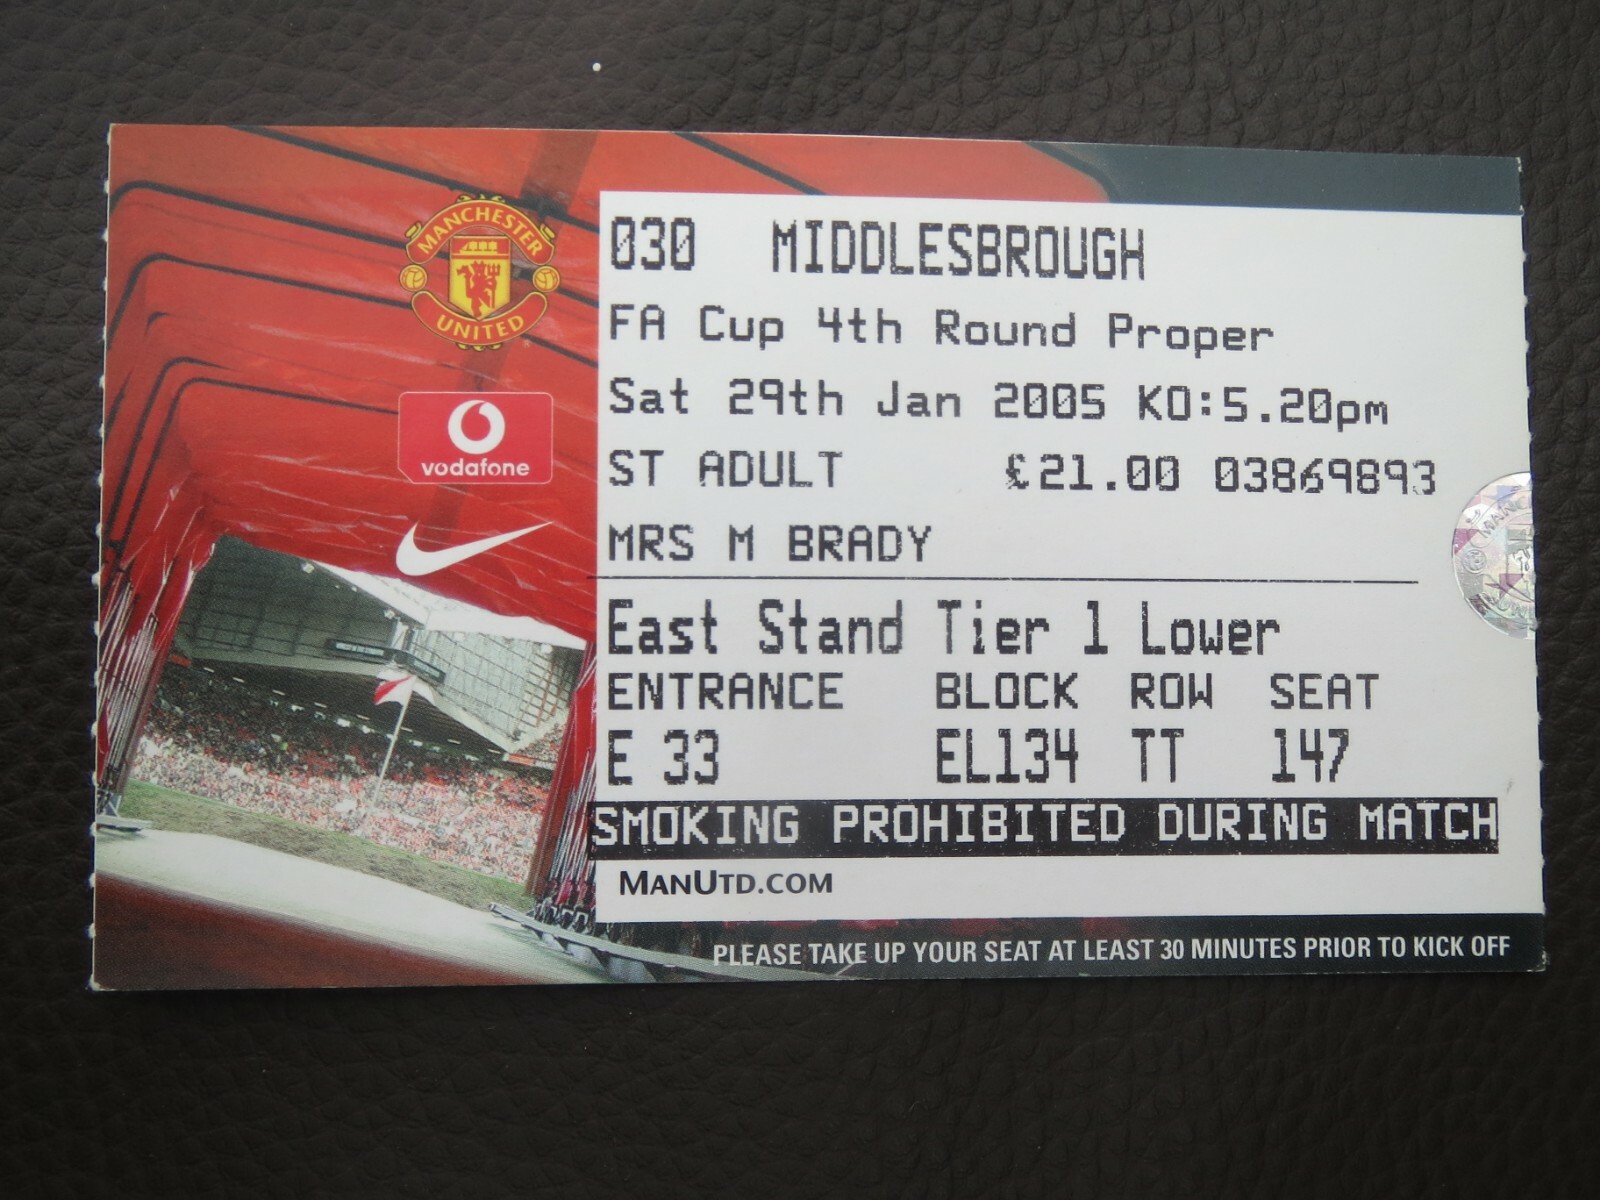 MANCHESTER
UNITED
vodafone
030 MIDDLESBROUGH
FA Cup 4th Round Proper
Sat 29th Jan 2005 KO:5.20pm
ST ADULT £21.00 03869893
MRS M BRADY
East Stand Tier 1 Lower
ENTRANCE BLOCK ROW SEAT
E 33 EL134 TT 147
SMOKING PROHIBITED DURING MATCH
MANUTD.COM
PLEASE TAKE UP YOUR SEAT AT LEAST 30 MINUTES PRIOR TO KICK OFF